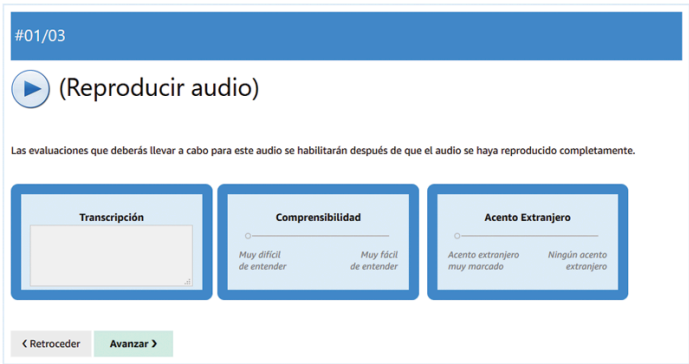 #01/03
(Reproducir audio)
Las evaluaciones que deberás llevar a cabo para este audio se habilitarán después de que el audio se haya reproducido completamente.
Transcripción
Comprensibilidad
Muy difícil
de entender
Muy fácil
de entender
Acento Extranjero
Acento extranjero
muy marcado
Ningún acento
extranjero
❮ Retroceder
Avanzar ❯